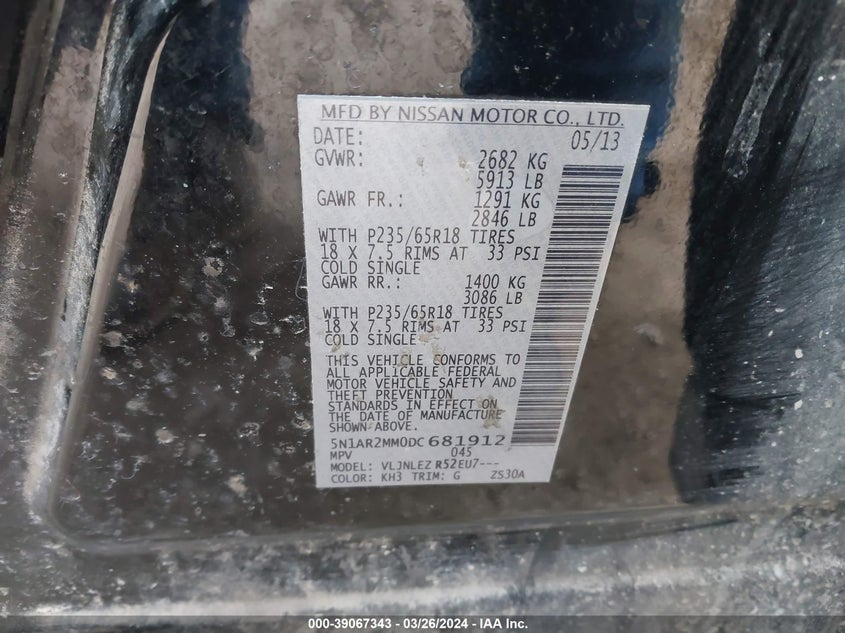 MFD BY NISSAN MOTOR CO., LTD.
DATE: 05/13
GVWR: 2682 KG
5913 LB
GAWR FR.: 1291 KG
2846 LB
WITH P235/65R18 TIRES
18 X 7.5 RIMS AT 33 PSI
COLD SINGLE
GAWR RR.: 1400 KG
3086 LB
WITH P235/65R18 TIRES
18 X 7.5 RIMS AT 33 PSI
COLD SINGLE
THIS VEHICLE CONFORMS TO
ALL APPLICABLE FEDERAL
MOTOR VEHICLE SAFETY AND
THEFT PREVENTION
STANDARDS IN EFFECT ON
THE DATE OF MANUFACTURE
SHOWN ABOVE.
5N1AR2MM0DC681912
MPV 045
MODEL: VLJNLEZ R52EU7---
COLOR: KH3 TRIM: G ZS30A
000-39067343 - 03/26/2024 - © IAA, Inc.